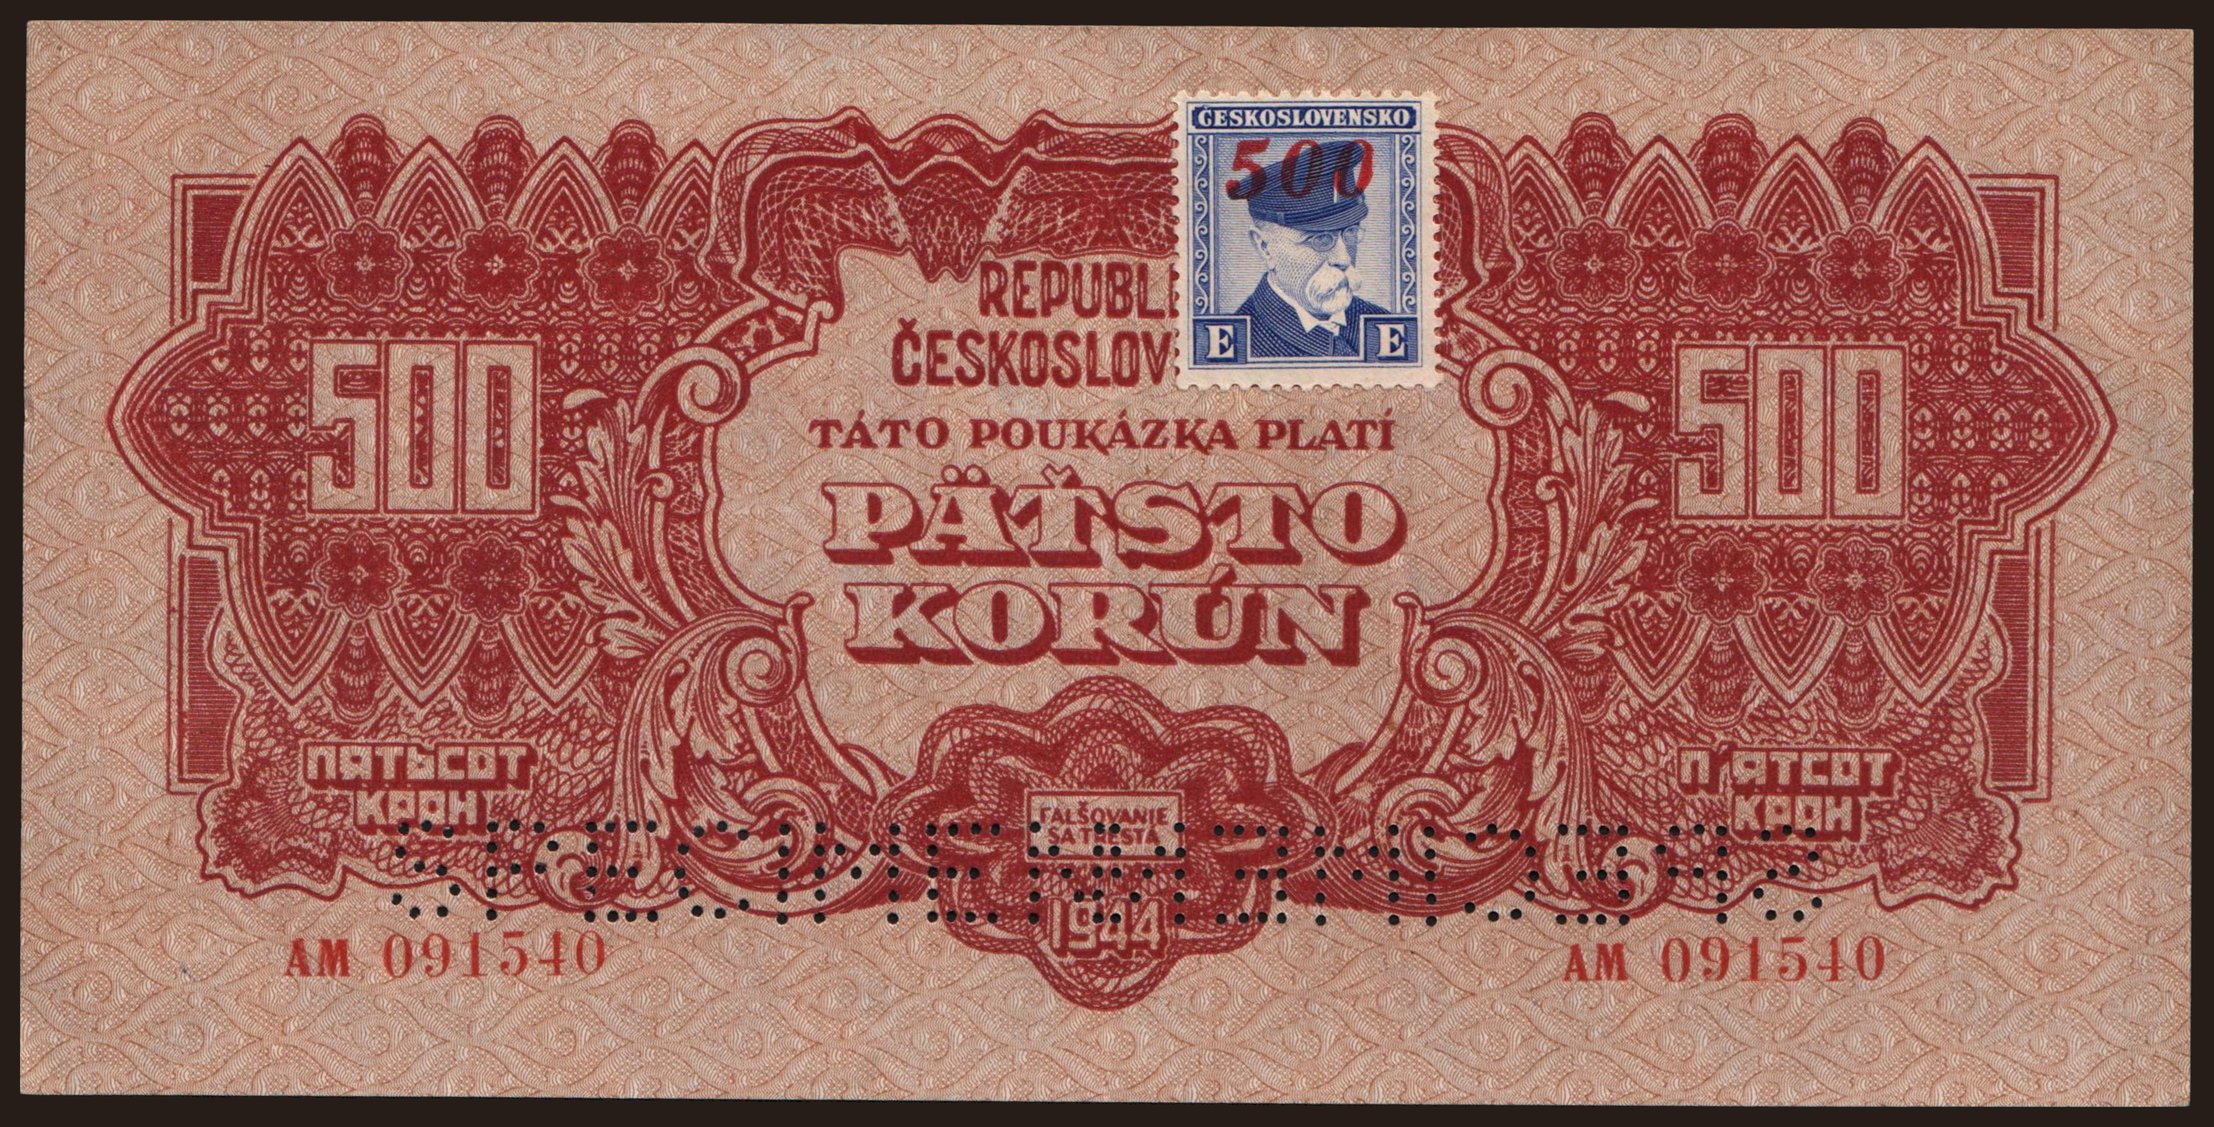 ČESKOSLOVENSKO
500
E E
REPUBL
ČESKOSLOV
500 500
TÁTO POUKÁZKA PLATÍ
PÄŤSTO
KORÚN
ПЯТЬСОТ П'ЯТСОТ
КРОН КРОН
FALŠOVANIE
SA TRESTÁ
1944
AM 091540 AM 091540